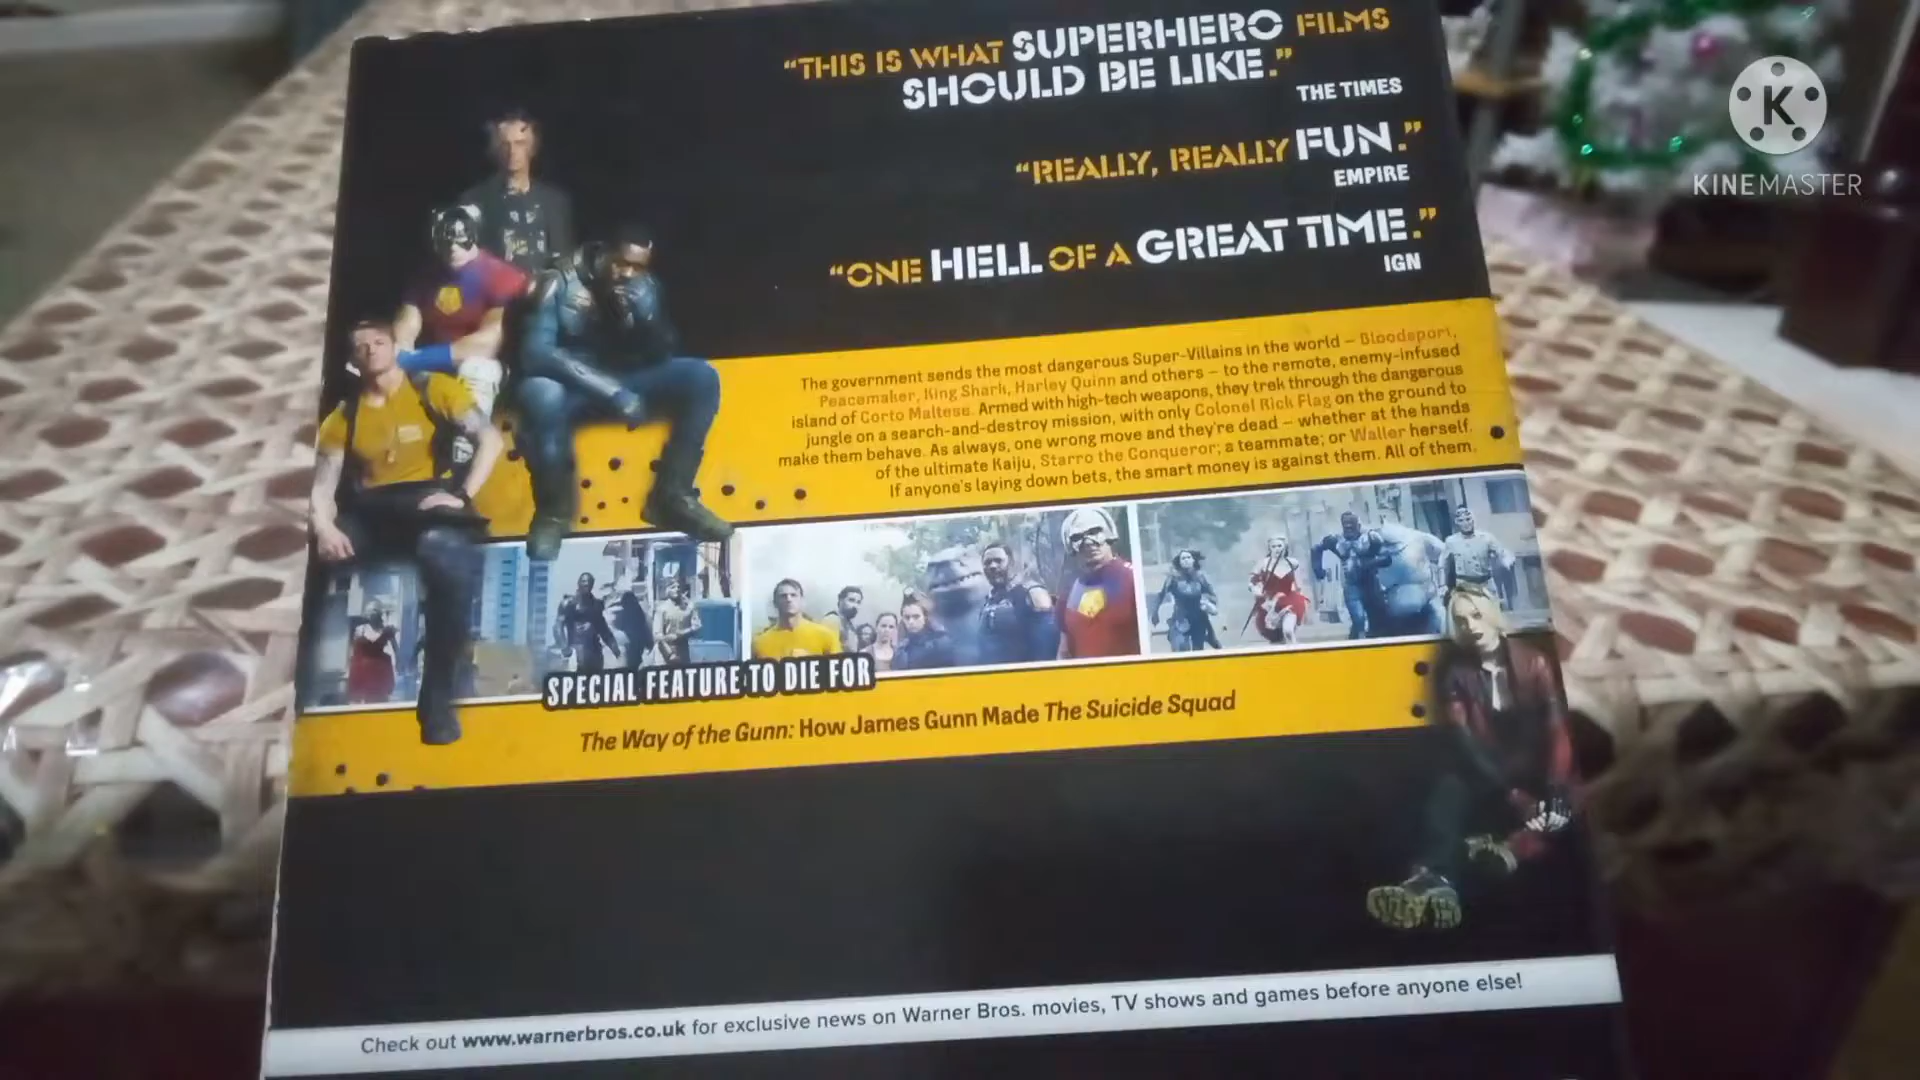 “THIS IS WHAT SUPERHERO FILMS
SHOULD BE LIKE.”
THE TIMES
“REALLY, REALLY FUN.”
EMPIRE
“ONE HELL OF A GREAT TIME.”
IGN
The government sends the most dangerous Super-Villains in the world – Bloodsport,
Peacemaker, King Shark, Harley Quinn and others – to the remote, enemy-infused
island of Corto Maltese. Armed with high-tech weapons, they trek through the dangerous
jungle on a search-and-destroy mission, with only Colonel Rick Flag on the ground to
make them behave. As always, one wrong move and they're dead – whether at the hands
of the ultimate Kaiju, Starro the Conqueror; a teammate; or Waller herself.
If anyone's laying down bets, the smart money is against them. All of them.
SPECIAL FEATURE TO DIE FOR
The Way of the Gunn: How James Gunn Made The Suicide Squad
Check out www.warnerbros.co.uk for exclusive news on Warner Bros. movies, TV shows and games before anyone else!
K
KINEMASTER